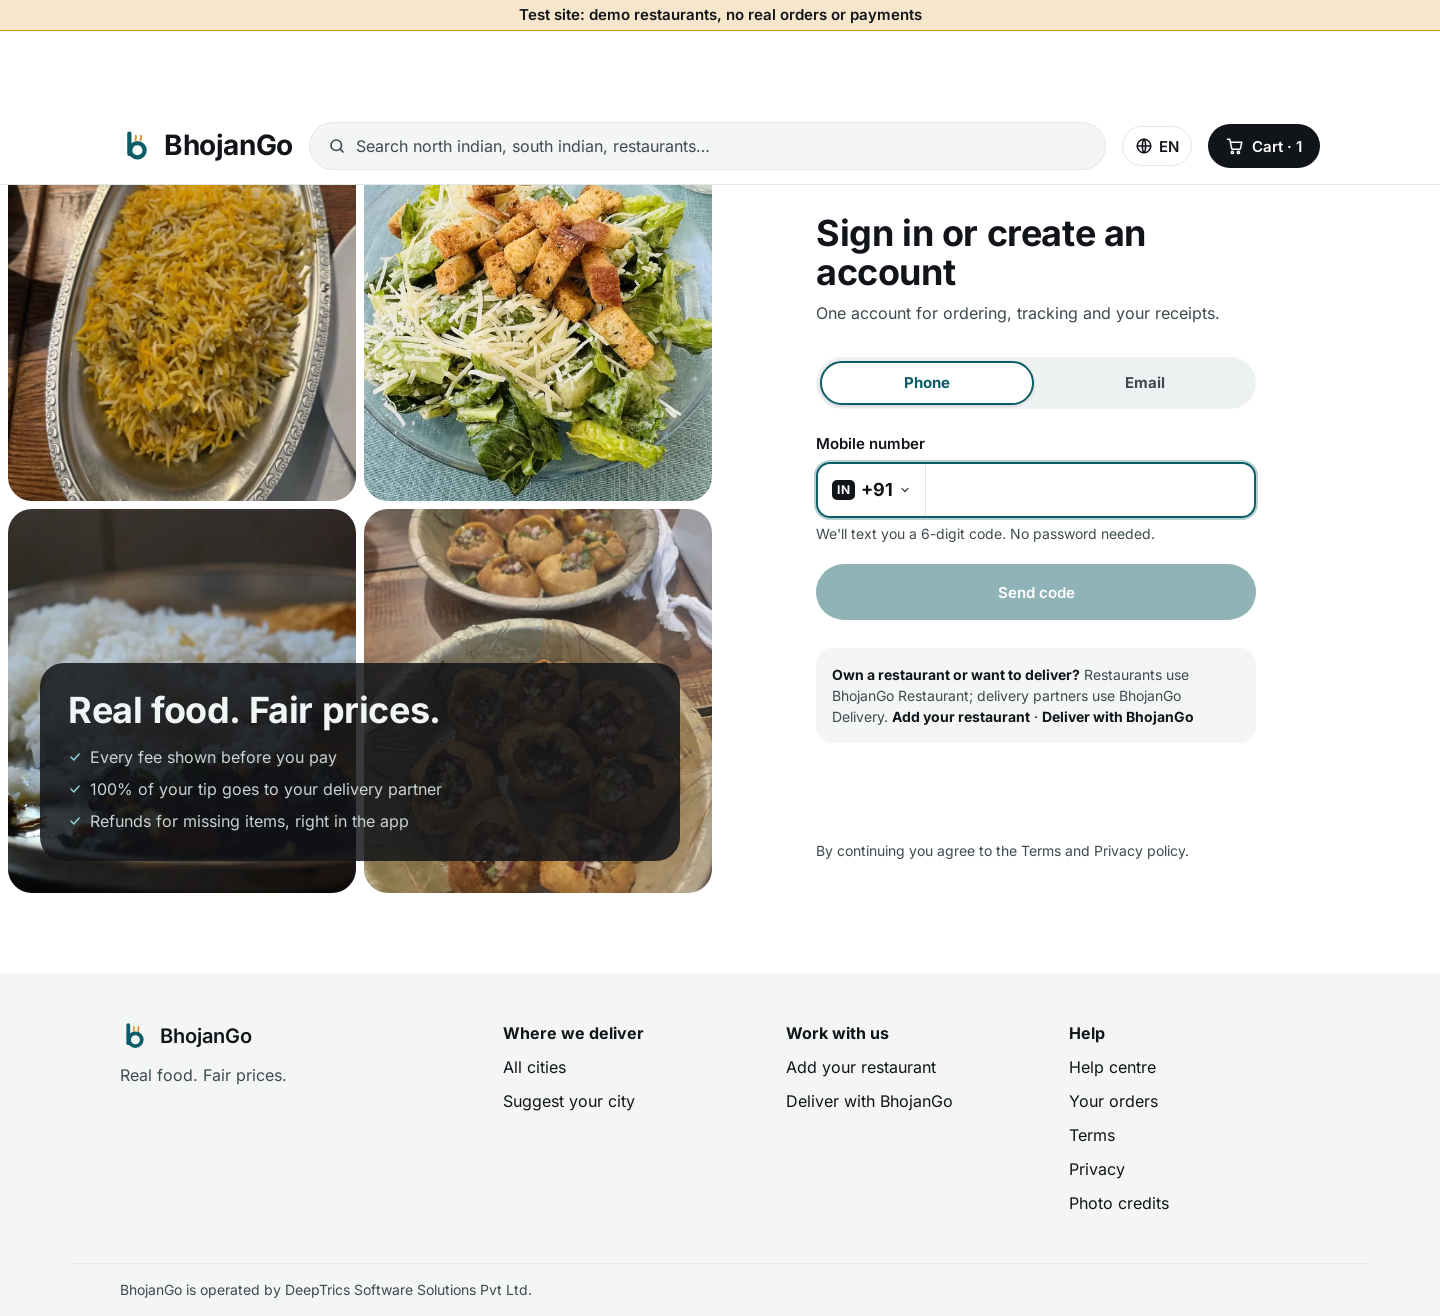 Test site: demo restaurants, no real orders or payments
BhojanGo
Search north indian, south indian, restaurants...
EN
Cart · 1
Sign in or create an
account
One account for ordering, tracking and your receipts.
Phone
Email
Mobile number
IN +91
We'll text you a 6-digit code. No password needed.
Send code
Own a restaurant or want to deliver? Restaurants use
BhojanGo Restaurant; delivery partners use BhojanGo
Delivery. Add your restaurant · Deliver with BhojanGo
By continuing you agree to the Terms and Privacy policy.
Real food. Fair prices.
Every fee shown before you pay
100% of your tip goes to your delivery partner
Refunds for missing items, right in the app
BhojanGo
Real food. Fair prices.
Where we deliver
All cities
Suggest your city
Work with us
Add your restaurant
Deliver with BhojanGo
Help
Help centre
Your orders
Terms
Privacy
Photo credits
BhojanGo is operated by DeepTrics Software Solutions Pvt Ltd.